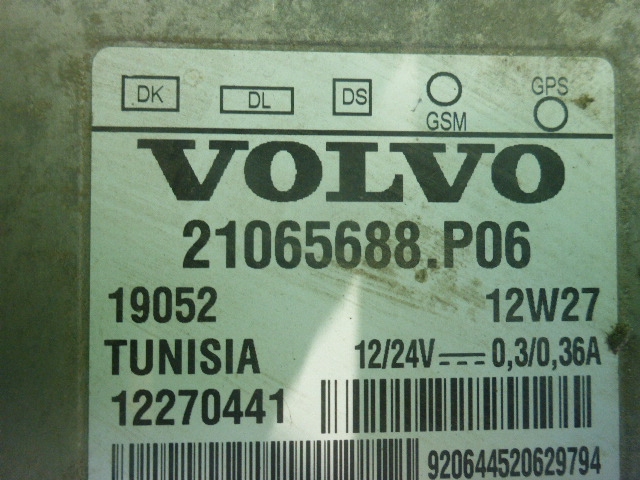 DK DL DS GSM GPS
VOLVO
21065688.P06
19052 12W27
TUNISIA 12/24V 0,3/0,36A
12270441
920644520629794